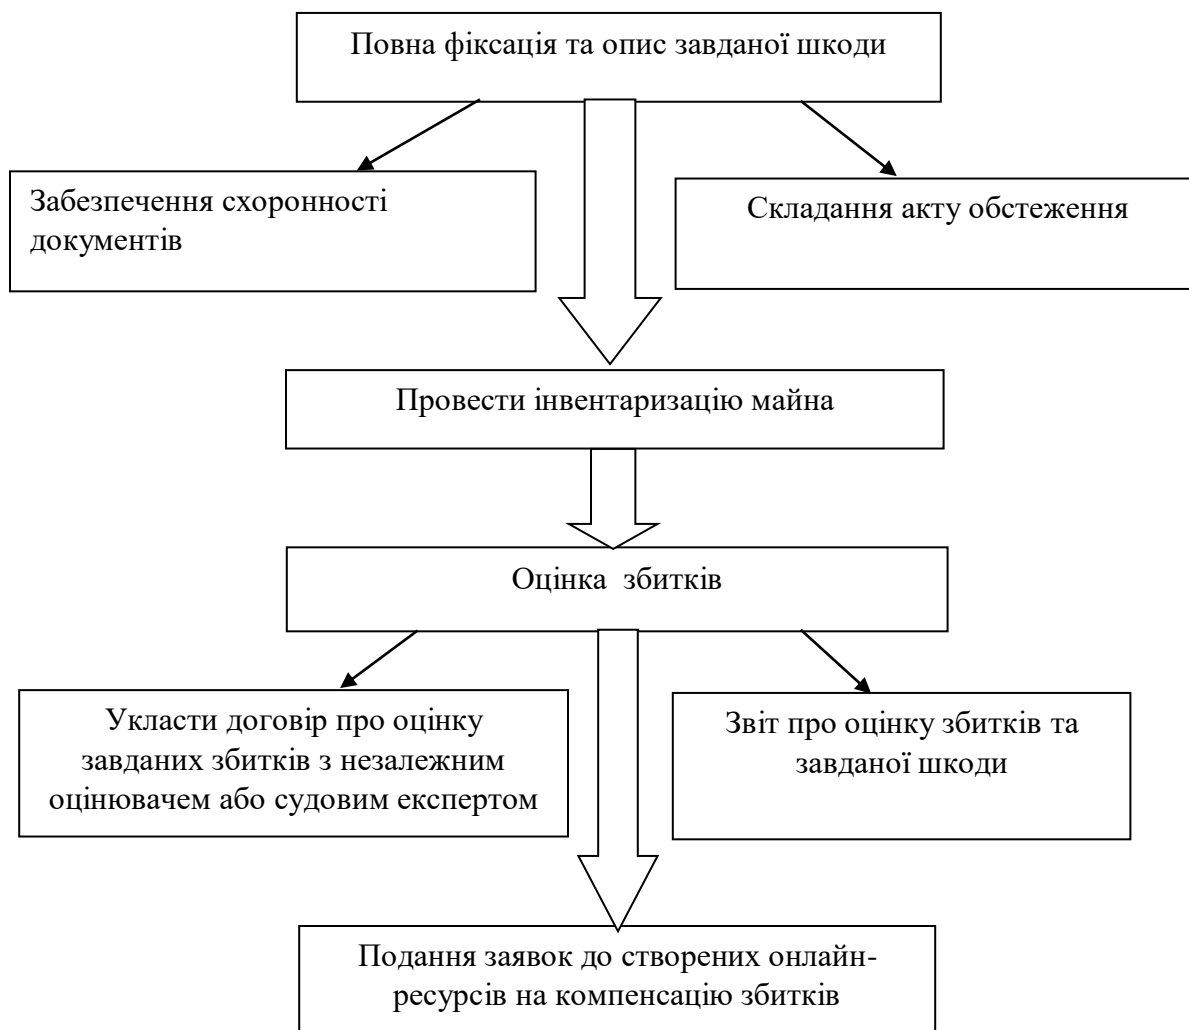 Повна фіксація та опис завданої шкоди
Забезпечення схоронності
документів
Складання акту обстеження
Провести інвентаризацію майна
Оцінка збитків
Укласти договір про оцінку
завданих збитків з незалежним
оцінювачем або судовим експертом
Звіт про оцінку збитків та
завданої шкоди
Подання заявок до створених онлайн-
ресурсів на компенсацію збитків